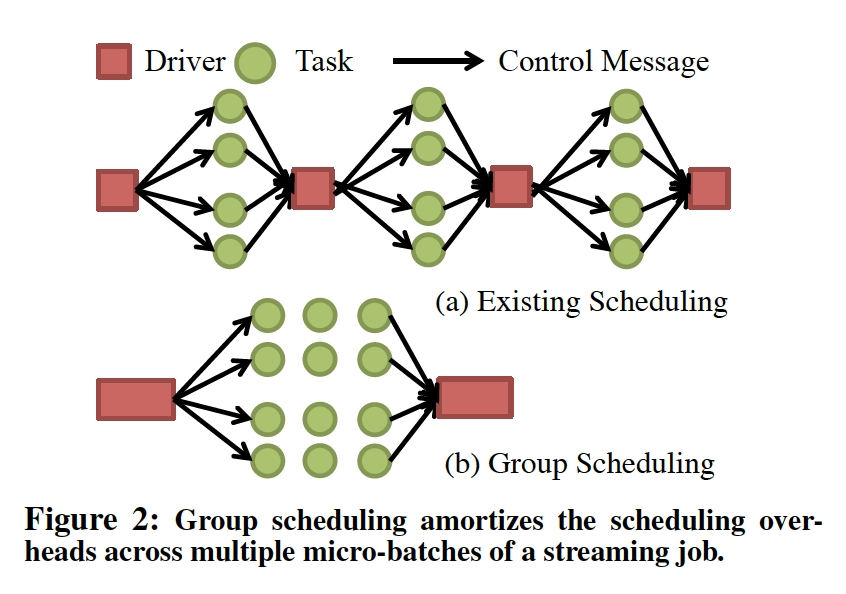 Driver Task Control Message
(a) Existing Scheduling
(b) Group Scheduling
Figure 2: Group scheduling amortizes the scheduling over-
heads across multiple micro-batches of a streaming job.